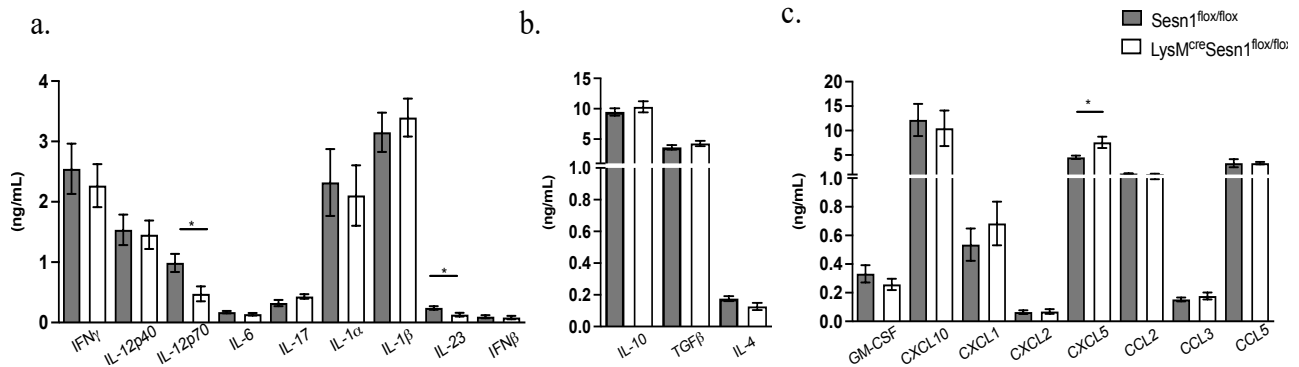 a.
b.
c.
Sesn1flox/flox
LysMcreSesn1flox/flox
(ng/mL)
4
3
2
1
0
*
*
IFNγ
IL-12p40
IL-12p70
IL-6
IL-17
IL-1α
IL-1β
IL-23
IFNβ
(ng/mL)
15
10
5
1.0
0.8
0.6
0.4
0.2
0.0
IL-10
TGFβ
IL-4
(ng/mL)
20
15
10
5
1.0
0.8
0.6
0.4
0.2
0.0
*
GM-CSF
CXCL10
CXCL1
CXCL2
CXCL5
CCL2
CCL3
CCL5